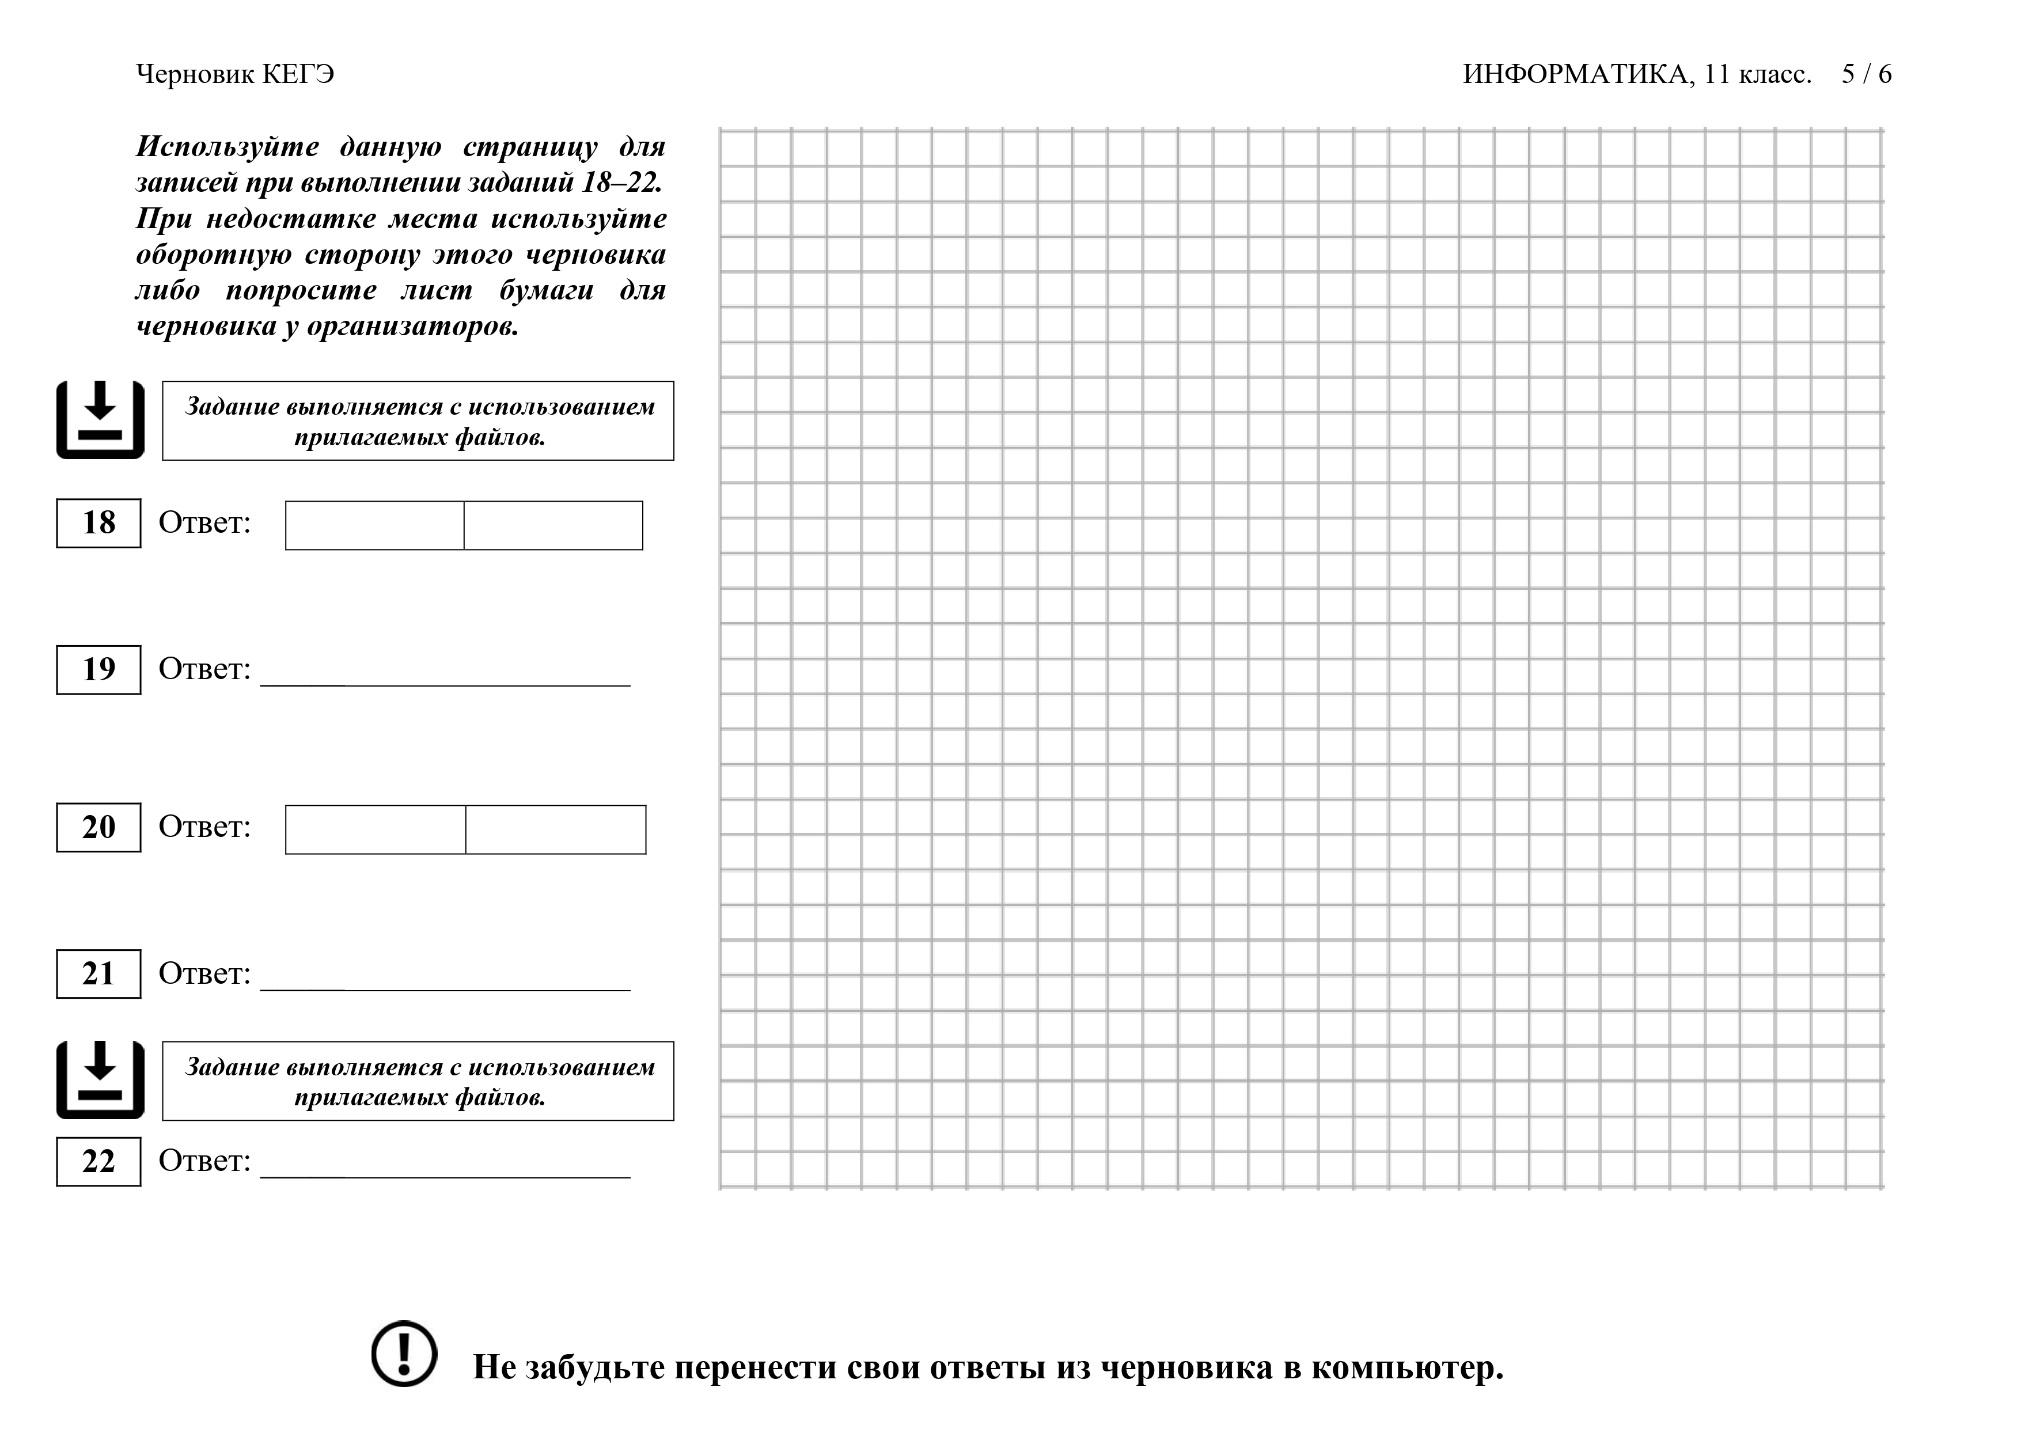 Черновик КЕГЭ
ИНФОРМАТИКА, 11 класс. 5 / 6
Используйте данную страницу для
записей при выполнении заданий 18–22.
При недостатке места используйте
оборотную сторону этого черновика
либо попросите лист бумаги для
черновика у организаторов.
Задание выполняется с использованием
прилагаемых файлов.
18 Ответ:
19 Ответ: ______________________
20 Ответ:
21 Ответ: ______________________
Задание выполняется с использованием
прилагаемых файлов.
22 Ответ: ______________________
Не забудьте перенести свои ответы из черновика в компьютер.